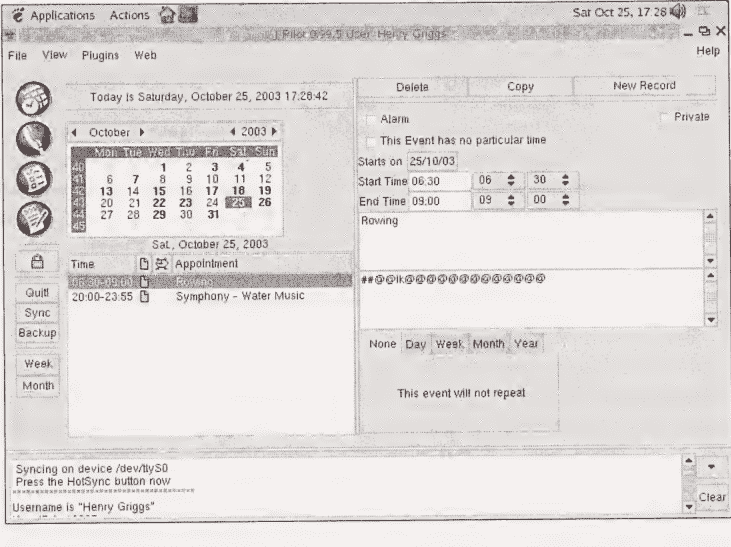 Applications Actions Sat Oct 25, 17:28
J-Pilot 0.99.5 User: Henry Griggs
File View Plugins Web Help
Today is Saturday, October 25, 2003 17:28:42
October 2003
Mon Tue Wed Thu Fri Sat Sun
40 1 2 3 4 5
41 6 7 8 9 10 11 12
42 13 14 15 16 17 18 19
43 20 21 22 23 24 25 26
44 27 28 29 30 31
45
Sat., October 25, 2003
Time Appointment
06:30-09:00 Rowing
20:00-23:55 Symphony - Water Music
Quit!
Sync
Backup
Week
Month
Delete Copy New Record
Alarm Private
This Event has no particular time
Starts on 25/10/03
Start Time 06:30 06 30
End Time 09:00 09 00
Rowing
##@@lk@@@@@@@@@@@@@
None Day Week Month Year
This event will not repeat
Syncing on device /dev/ttyS0
Press the HotSync button now
Username is "Henry Griggs"
Clear